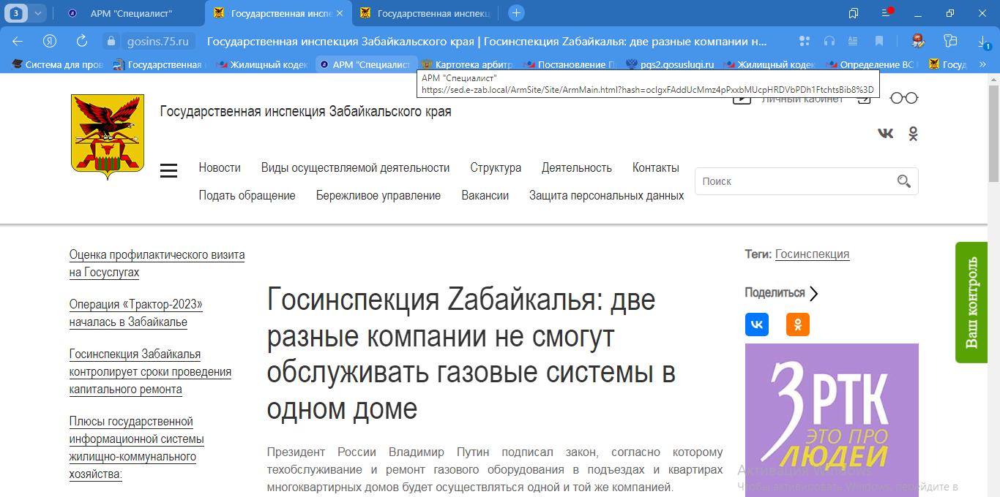 3
АРМ "Специалист"
Государственная инспе
Государственная инспекц
gosins.75.ru
Государственная инспекция Забайкальского края | Госинспекция Zабайкалья: две разные компании н...
1
Система для пров
Государственная
Жилищный кодек
АРМ "Специалист
Картотека арбитр
Постановление П
pgs2.gosuslugi.ru
Жилищный кодек
Определение ВС
Госуд
АРМ "Специалист"
https://sed.e-zab.local/ArmSite/Site/ArmMain.html?hash=ocIgxFAddUcMmz4pPxxbMUcpHRDVbPDh1FtchtsBib8%3D
Личный кабинет
Государственная инспекция Забайкальского края
Новости
Виды осуществляемой деятельности
Структура
Деятельность
Контакты
Подать обращение
Бережливое управление
Вакансии
Защита персональных данных
Поиск
Оценка профилактического визита
на Госуслугах
Операция «Трактор-2023»
началась в Забайкалье
Госинспекция Забайкалья
контролирует сроки проведения
капитального ремонта
Плюсы государственной
информационной системы
жилищно-коммунального
хозяйства:
Госинспекция Zабайкалья: две
разные компании не смогут
обслуживать газовые системы в
одном доме
Президент России Владимир Путин подписал закон, согласно которому
техобслуживание и ремонт газового оборудования в подъездах и квартирах
многоквартирных домов будет осуществляться одной и той же компанией.
Теги: Госинспекция
Поделиться
З РТК
ЭТО ПРО
ЛЮДЕЙ
Ваш контроль
Активация Windows
Чтобы активировать Windows, перейдите в